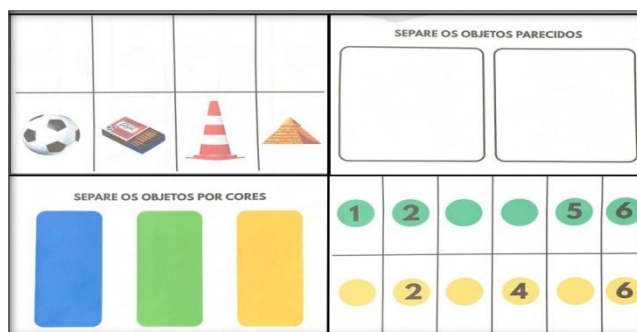 SEPARE OS OBJETOS PARECIDOS
SEPARE OS OBJETOS POR CORES
1 2 5 6
2 4 6